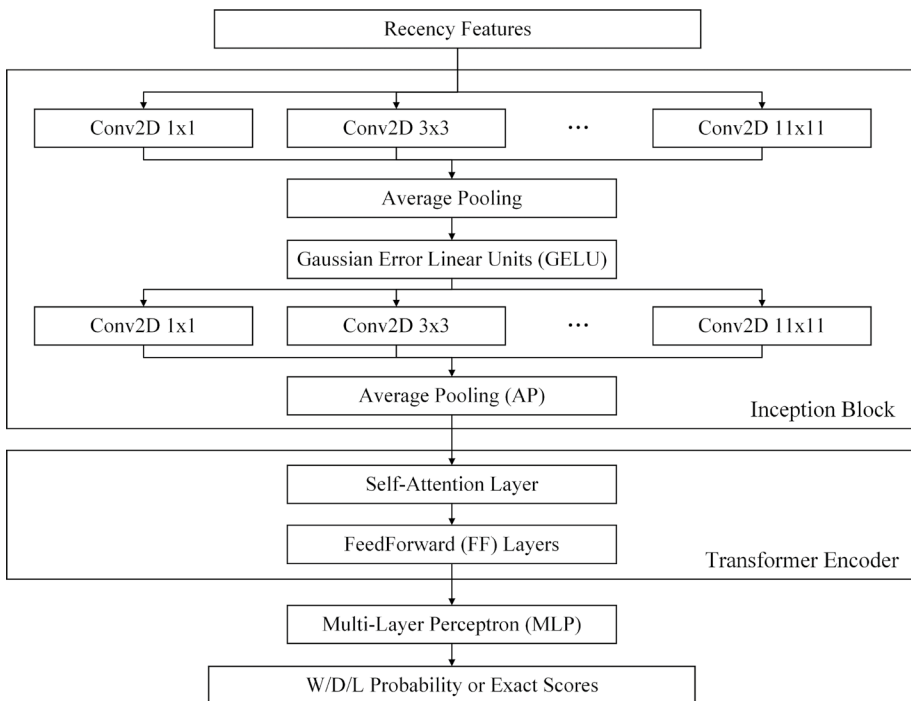 Recency Features
Conv2D 1x1
Conv2D 3x3
...
Conv2D 11x11
Average Pooling
Gaussian Error Linear Units (GELU)
Conv2D 1x1
Conv2D 3x3
...
Conv2D 11x11
Average Pooling (AP)
Inception Block
Self-Attention Layer
FeedForward (FF) Layers
Transformer Encoder
Multi-Layer Perceptron (MLP)
W/D/L Probability or Exact Scores